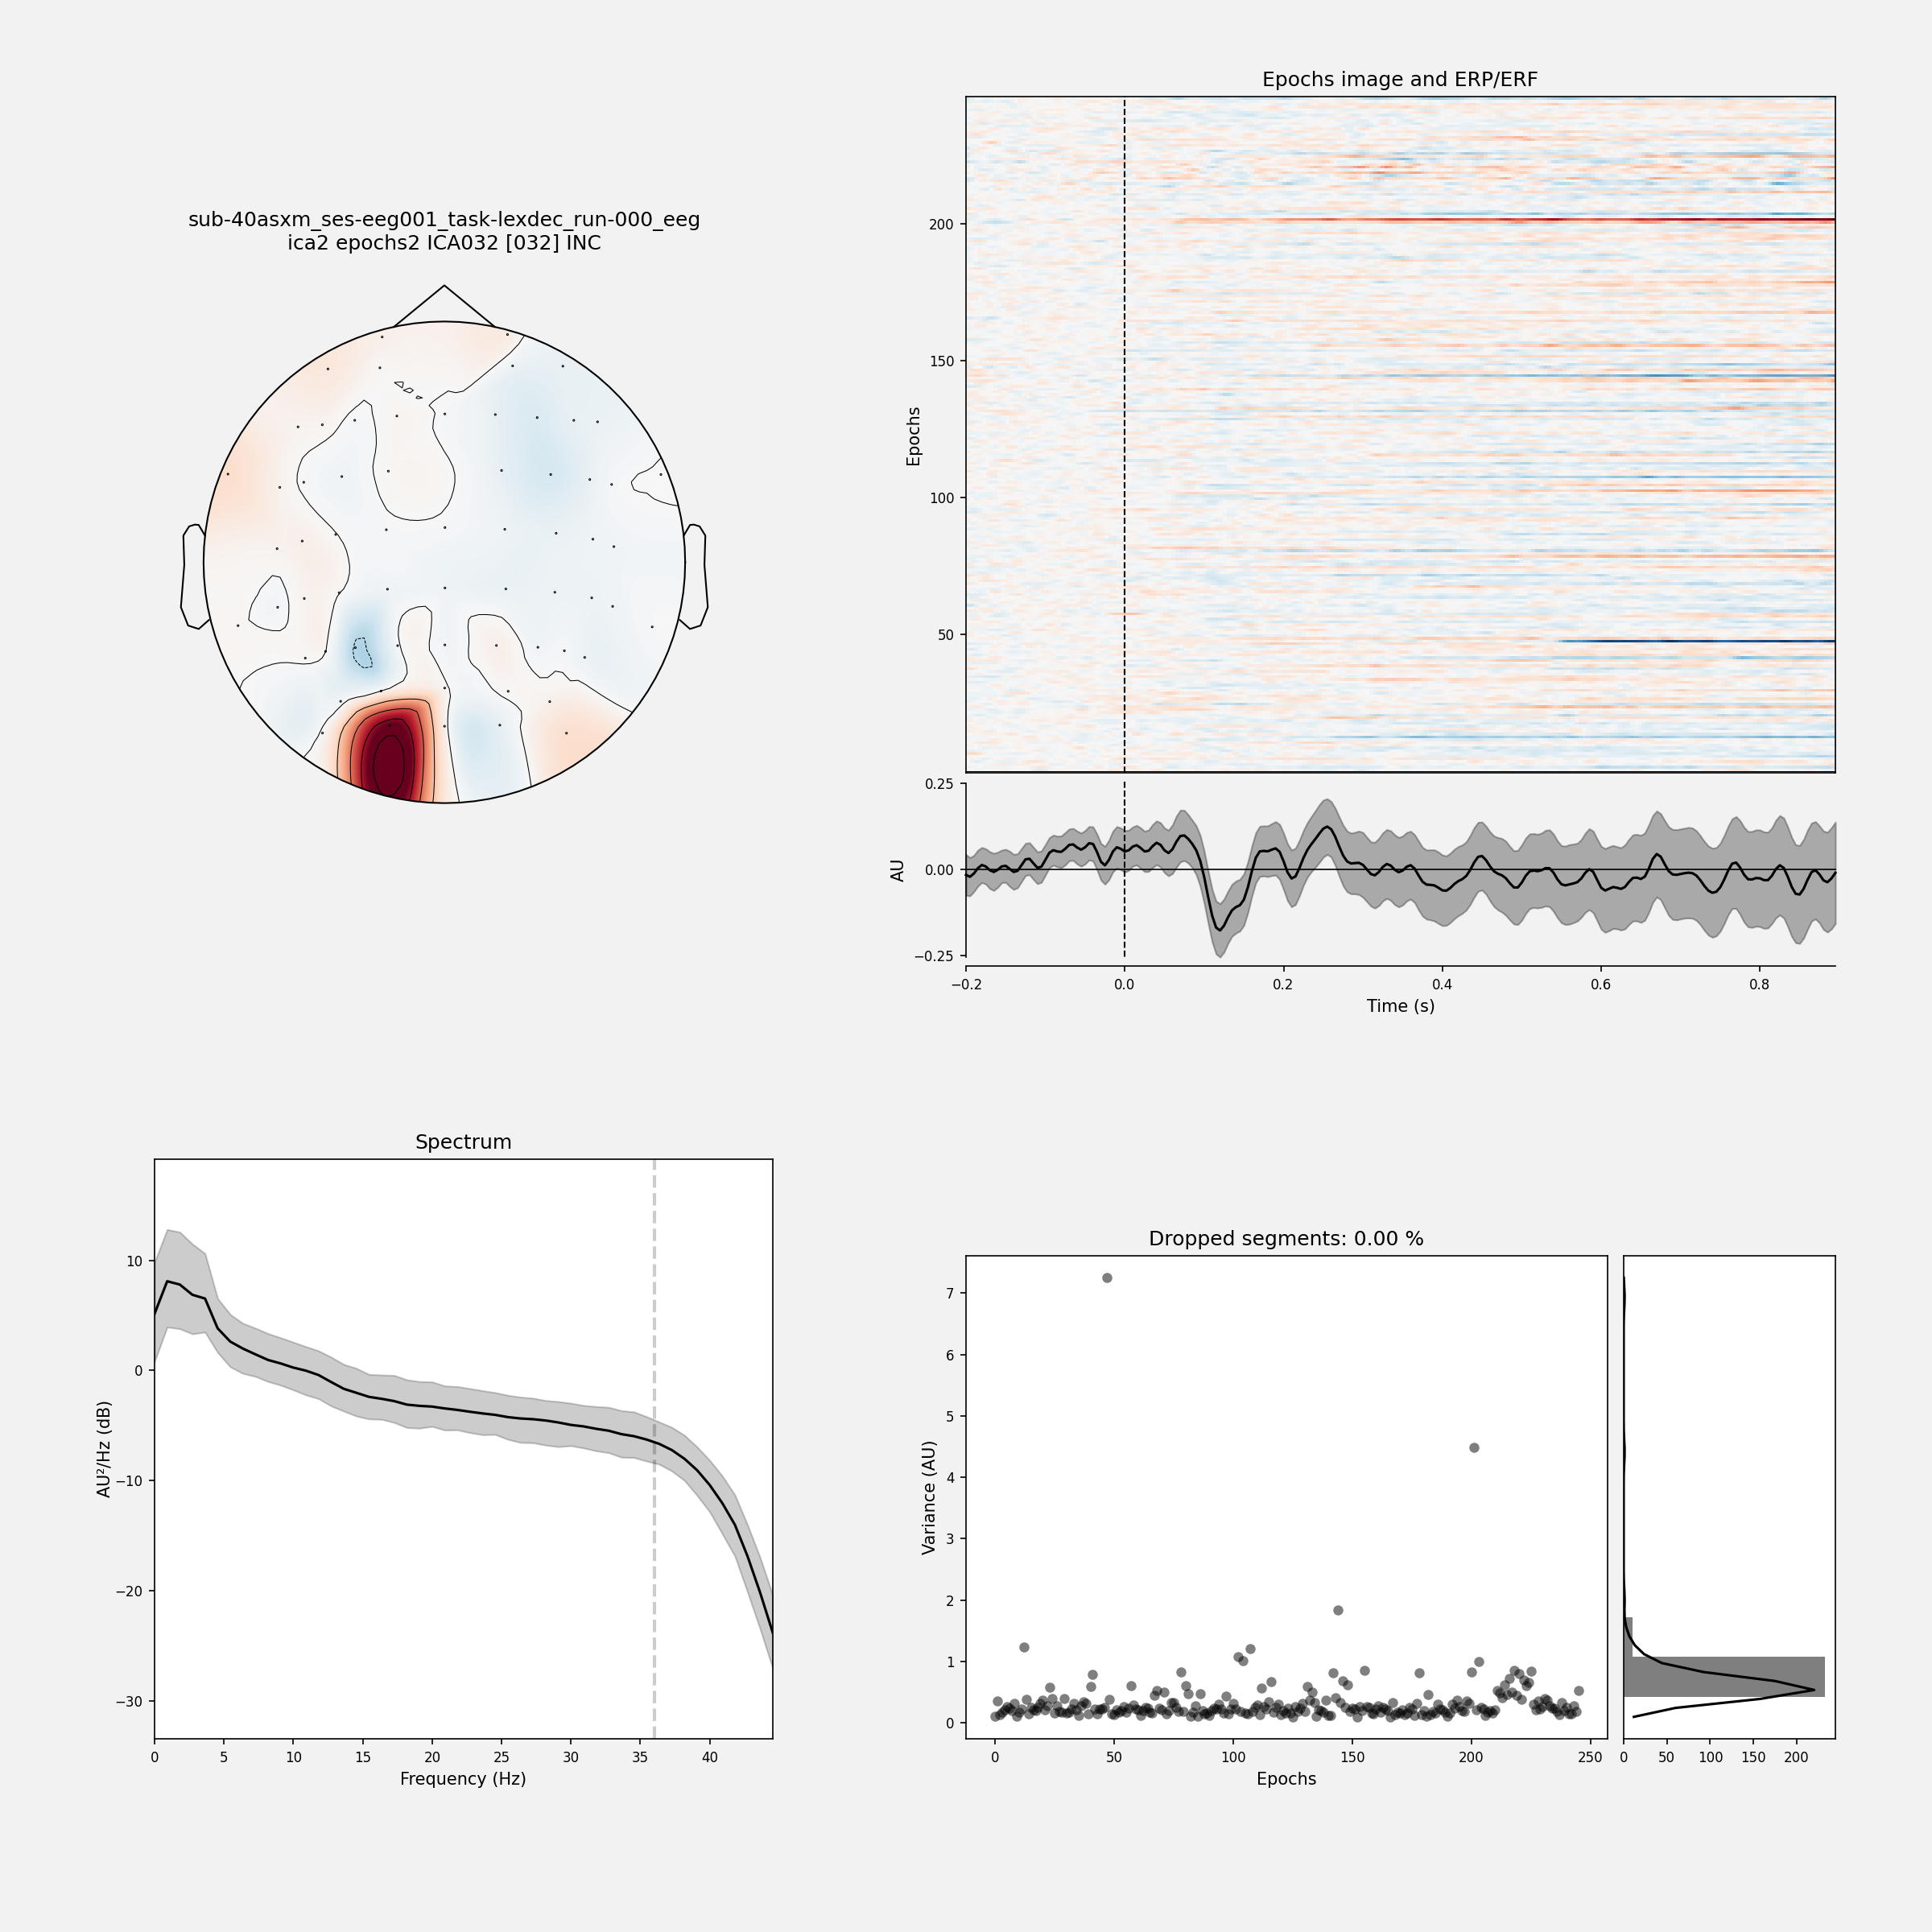 sub-40asxm_ses-eeg001_task-lexdec_run-000_eeg
ica2 epochs2 ICA032 [032] INC
Epochs image and ERP/ERF
Epochs
200
150
100
50
0.25
0.00
−0.25
AU
−0.2 0.0 0.2 0.4 0.6 0.8
Time (s)
Spectrum
AU²/Hz (dB)
10
0
−10
−20
−30
0 5 10 15 20 25 30 35 40
Frequency (Hz)
Dropped segments: 0.00 %
Variance (AU)
7
6
5
4
3
2
1
0
0 50 100 150 200 250
Epochs
0 50 100 150 200